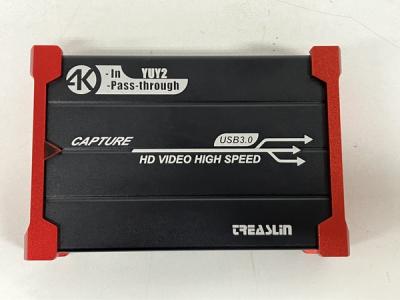 4K -In YUY2
-Pass-through
CAPTURE
USB3.0
HD VIDEO HIGH SPEED
TREASLIN